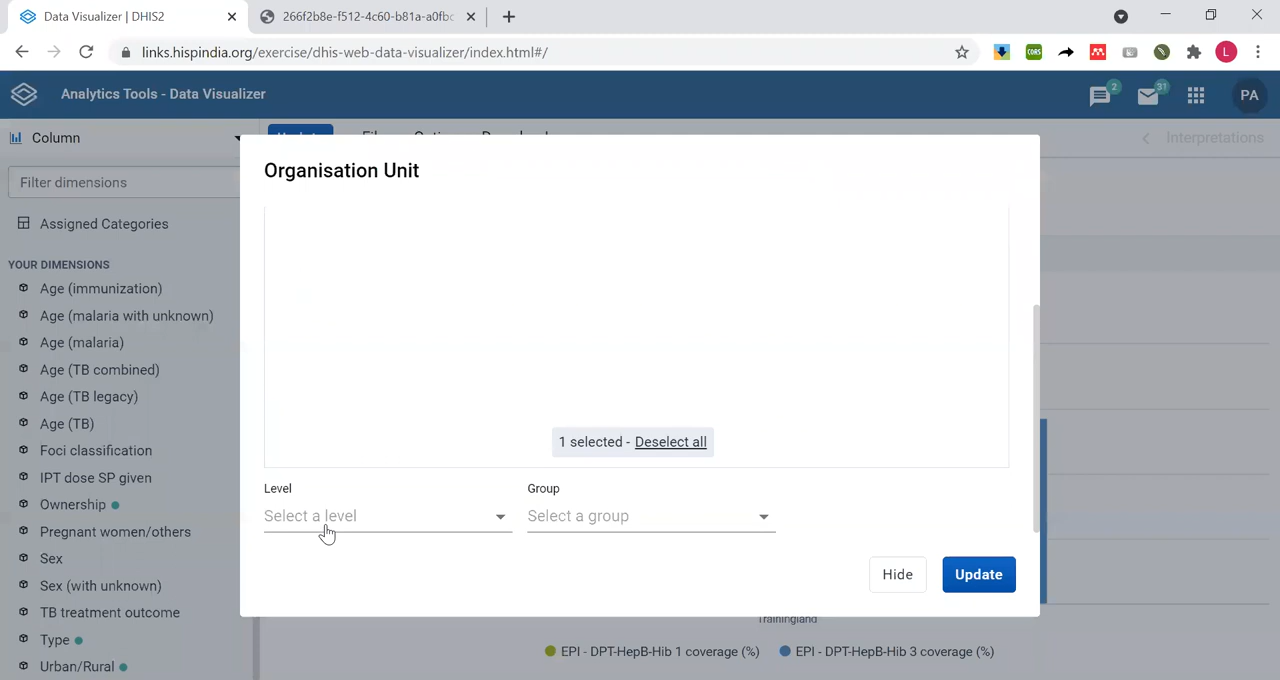 Data Visualizer | DHIS2
266f2b8e-f512-4c60-b81a-a0fbc
links.hispindia.org/exercise/dhis-web-data-visualizer/index.html#/
CORS
L
Analytics Tools - Data Visualizer
2
31
PA
Column
Interpretations
Filter dimensions
Assigned Categories
YOUR DIMENSIONS
Age (immunization)
Age (malaria with unknown)
Age (malaria)
Age (TB combined)
Age (TB legacy)
Age (TB)
Foci classification
IPT dose SP given
Ownership
Pregnant women/others
Sex
Sex (with unknown)
TB treatment outcome
Type
Urban/Rural
Organisation Unit
1 selected - Deselect all
Level
Group
Select a level
Select a group
Hide
Update
Trainingland
EPI - DPT-HepB-Hib 1 coverage (%)
EPI - DPT-HepB-Hib 3 coverage (%)